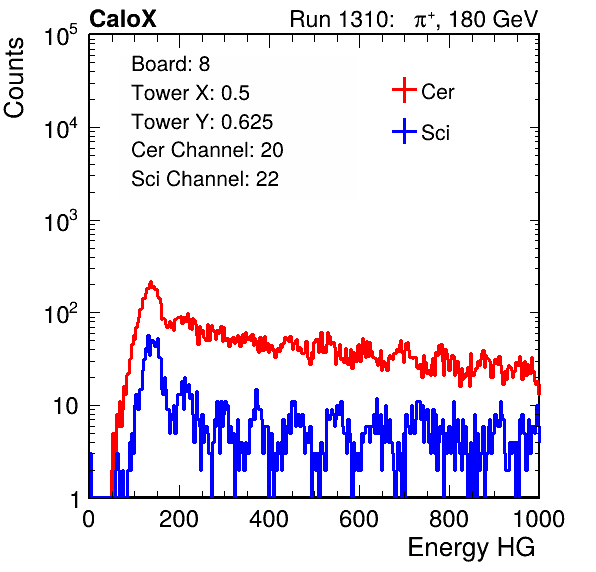 CaloX Run 1310: π⁺, 180 GeV
Counts
10⁵
10⁴
10³
10²
10
1
Board: 8
Tower X: 0.5
Tower Y: 0.625
Cer Channel: 20
Sci Channel: 22
Cer
Sci
0 200 400 600 800 1000
Energy HG